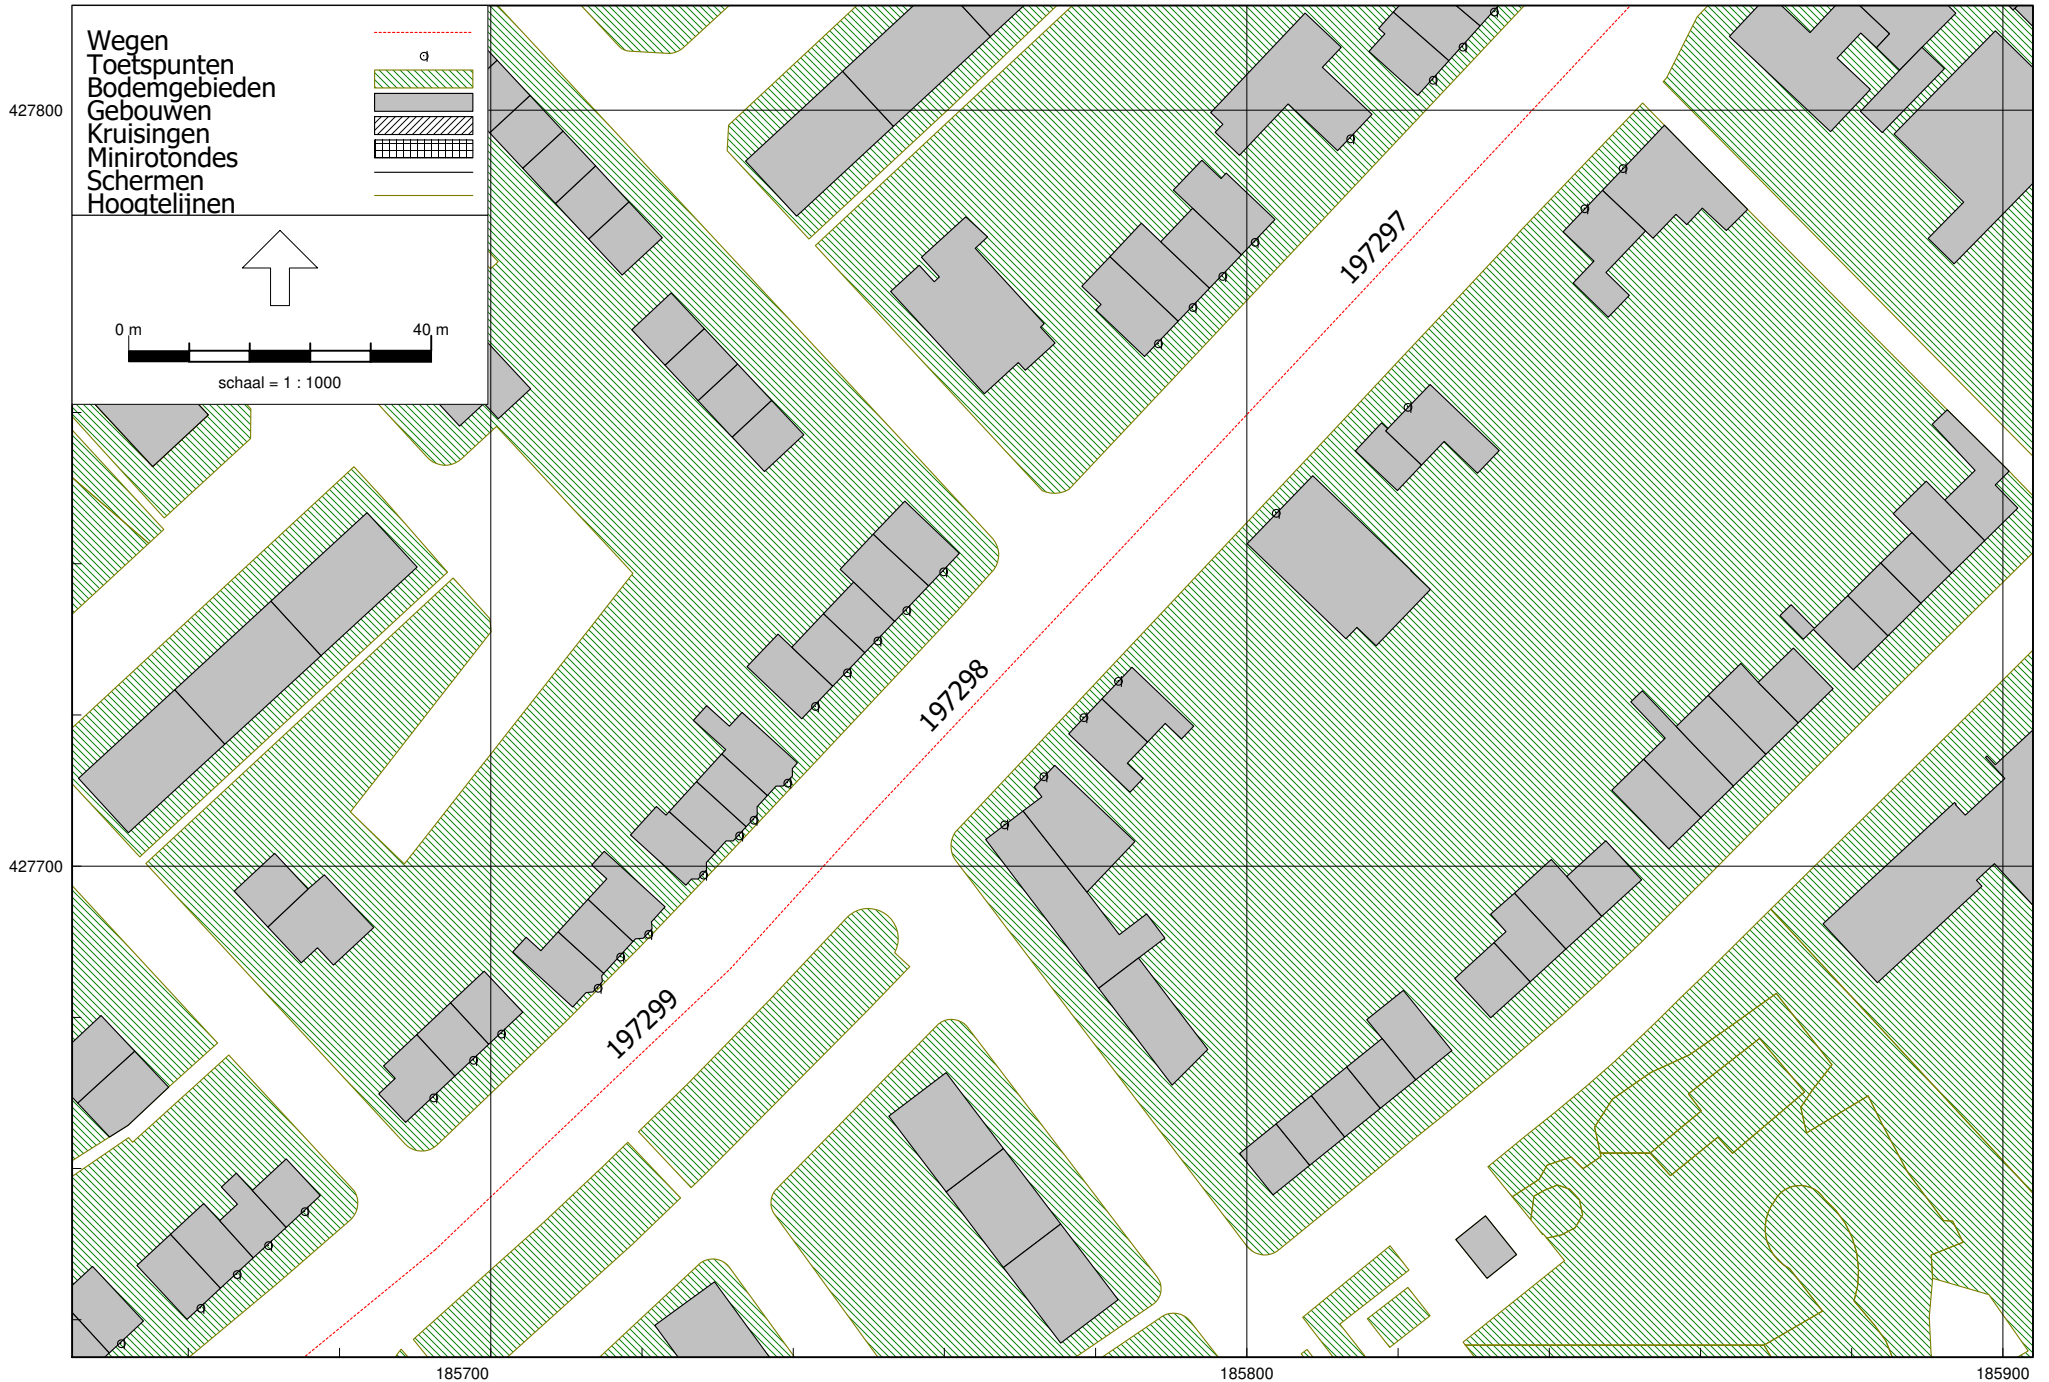 Wegen
Toetspunten
Bodemgebieden
Gebouwen
Kruisingen
Minirotondes
Schermen
Hoogtelijnen
0 m 40 m
schaal = 1 : 1000
427800
427700
197297
197298
197299
185700 185800 185900